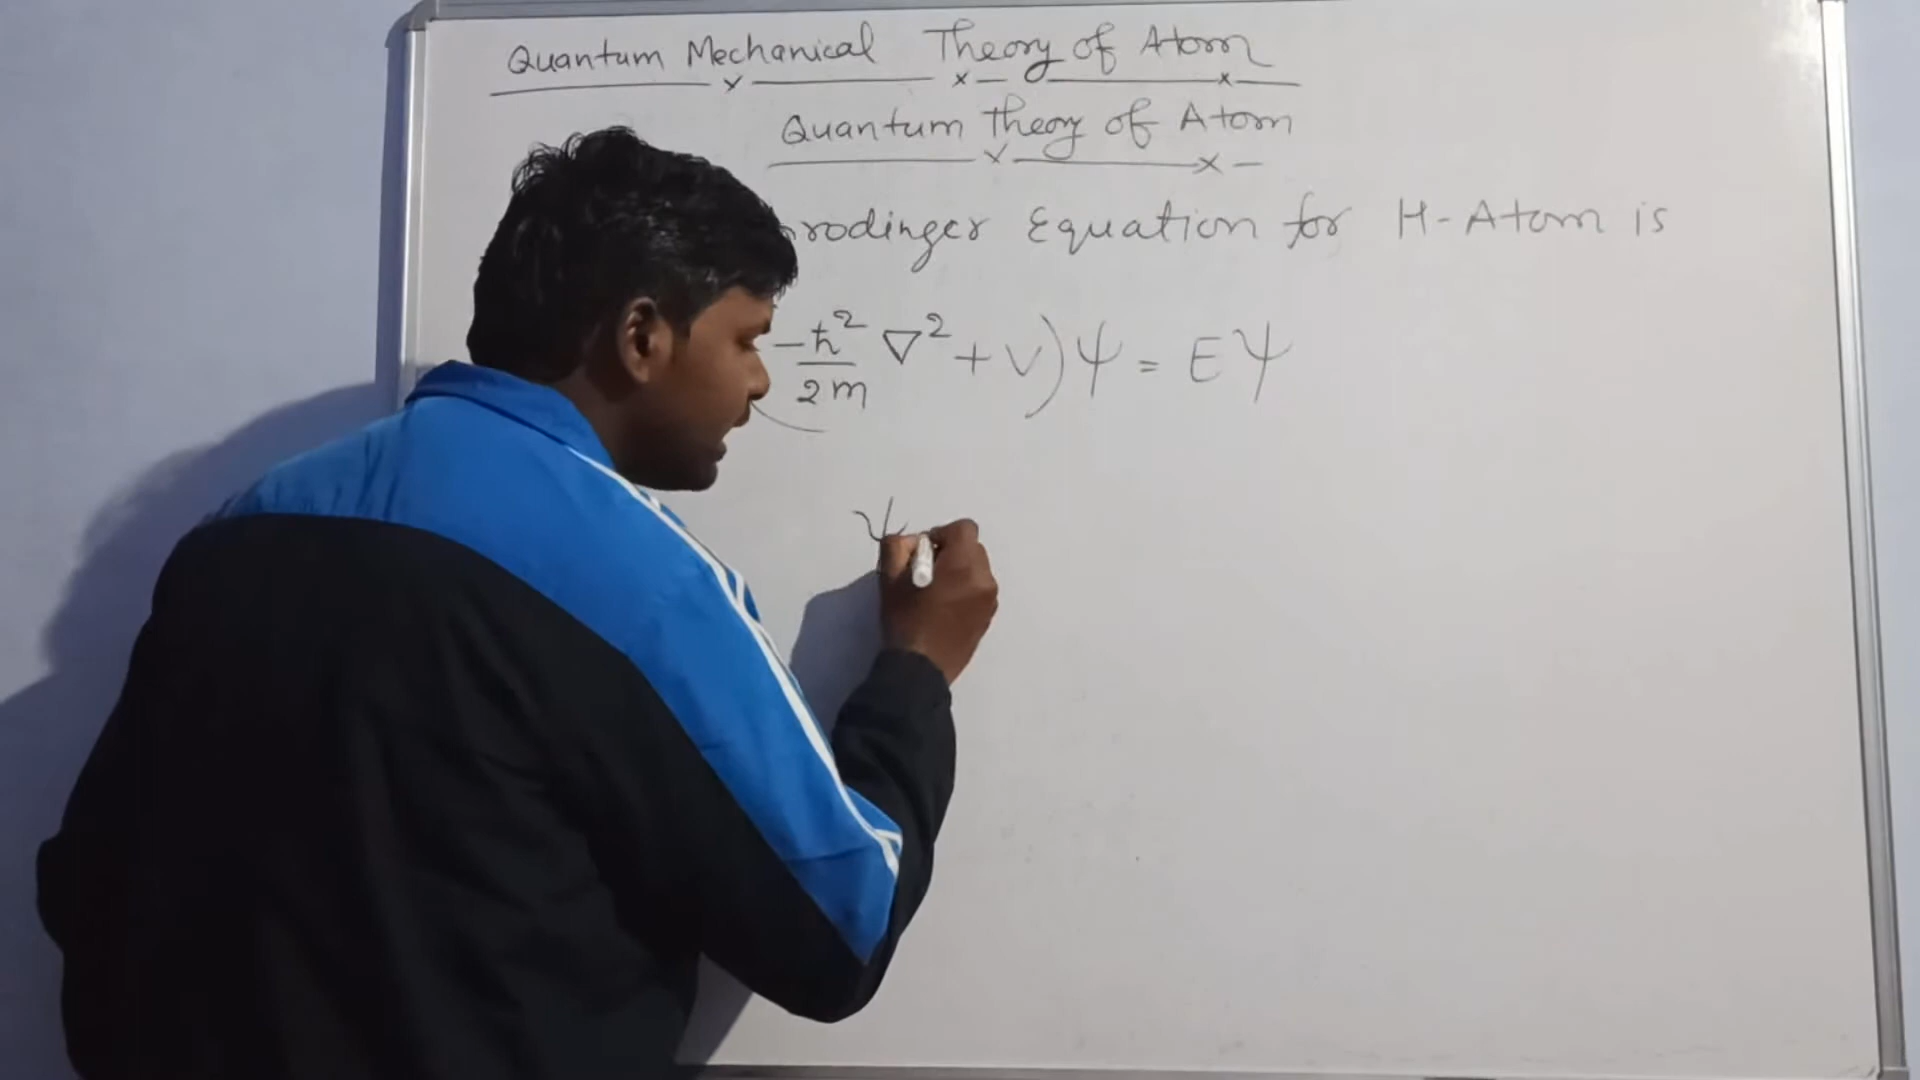 Quantum Mechanical Theory of Atom
Quantum Theory of Atom
rodinger Equation for H-Atom is
-ħ²/2m ∇² + V)ψ = Eψ
ψ